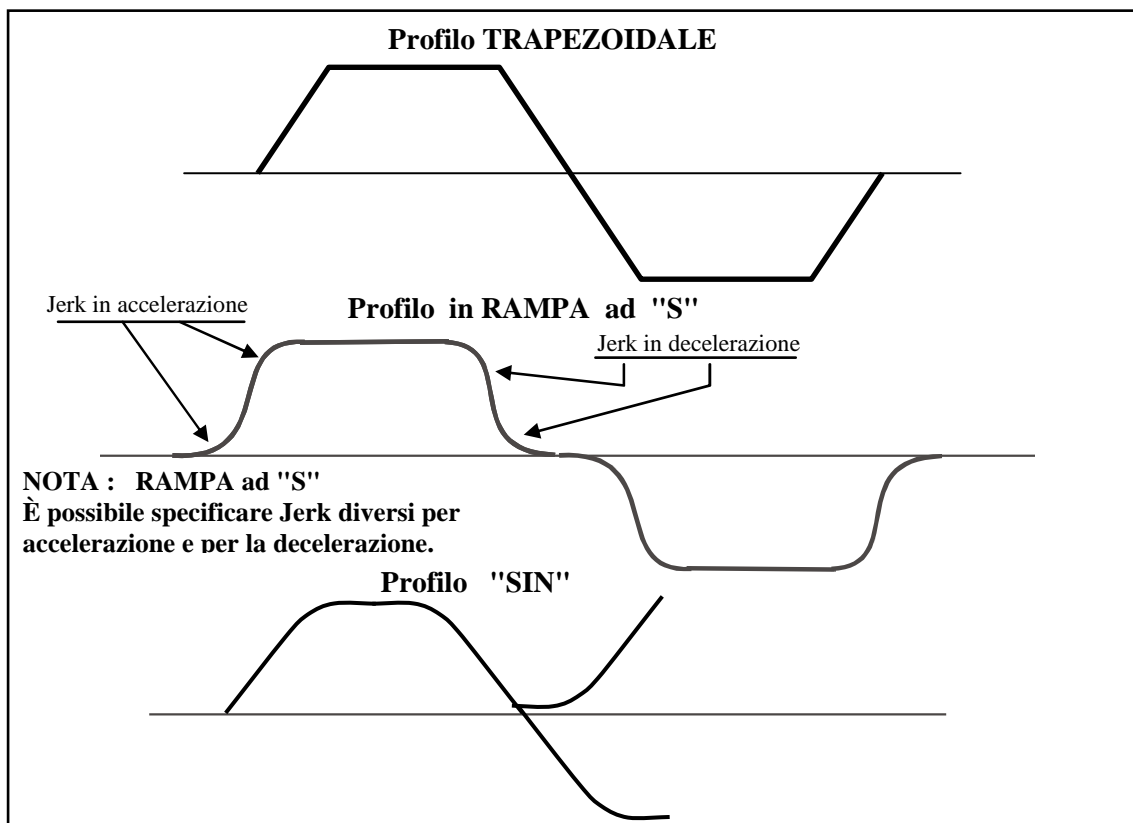 Profilo TRAPEZOIDALE
Jerk in accelerazione
Profilo in RAMPA ad "S"
Jerk in decelerazione
NOTA : RAMPA ad "S"
È possibile specificare Jerk diversi per
accelerazione e per la decelerazione.
Profilo "SIN"